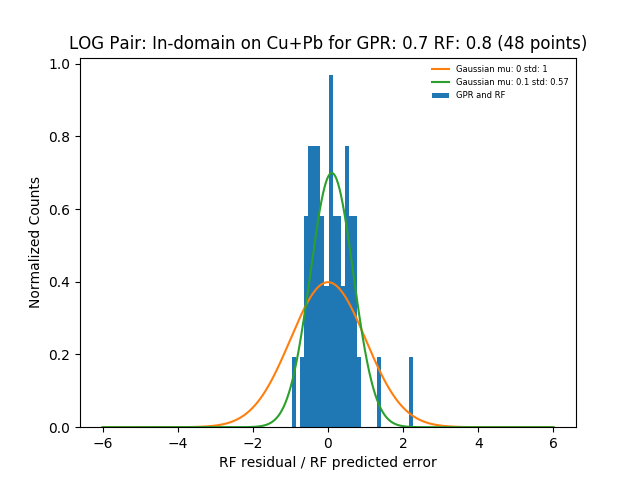 LOG Pair: In-domain on Cu+Pb for GPR: 0.7 RF: 0.8 (48 points)
Gaussian mu: 0 std: 1
Gaussian mu: 0.1 std: 0.57
GPR and RF
Normalized Counts
1.0
0.8
0.6
0.4
0.2
0.0
−6
−4
−2
0
2
4
6
RF residual / RF predicted error